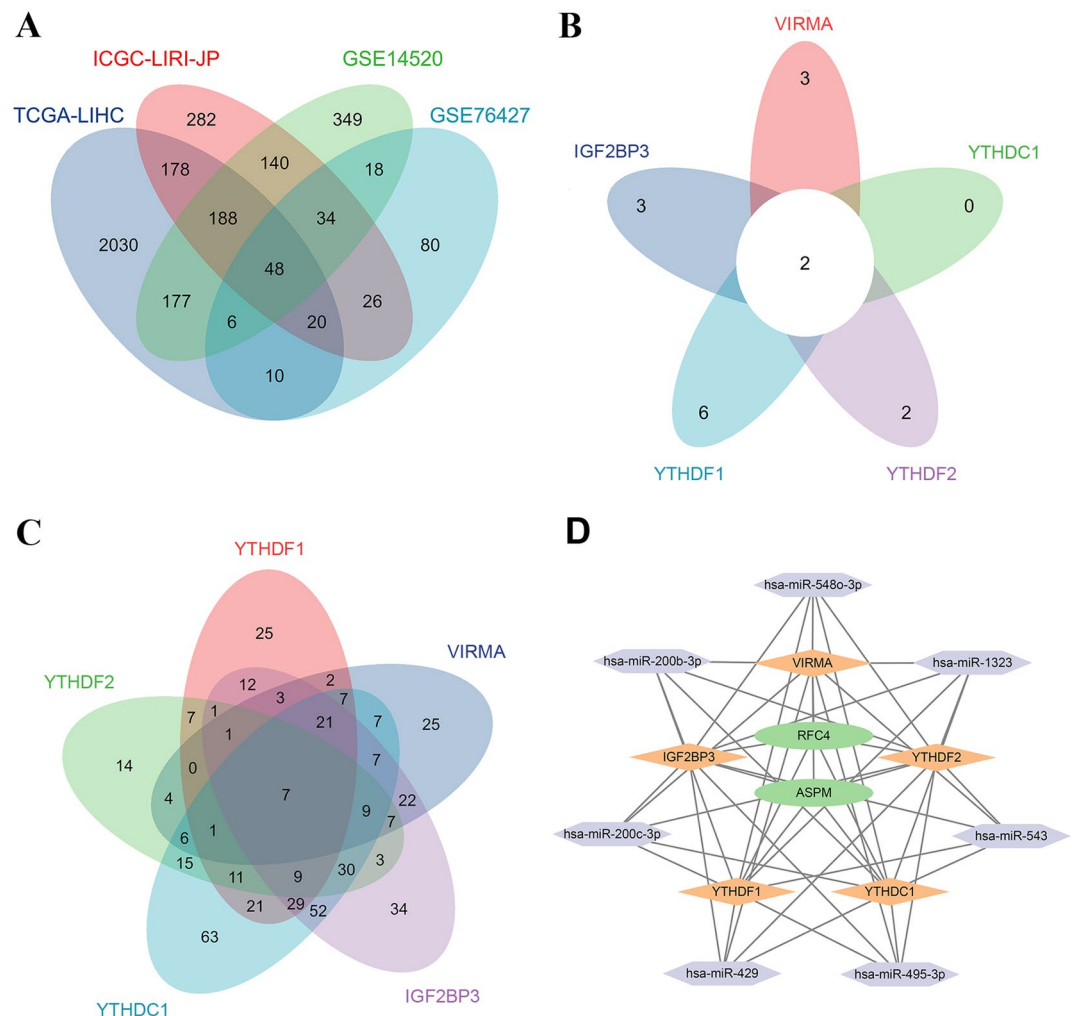 A
ICGC-LIRI-JP
GSE14520
TCGA-LIHC
GSE76427
282
349
178
140
18
188
34
2030
80
48
177
26
6
20
10
B
VIRMA
3
IGF2BP3
YTHDC1
3
0
2
6
2
YTHDF1
YTHDF2
C
YTHDF1
25
VIRMA
YTHDF2
12
2
3
7
7
1
7
21
25
1
14
0
7
4
7
22
9
7
6
1
15
3
11
9
30
21
29
52
34
63
IGF2BP3
YTHDC1
D
hsa-miR-548o-3p
hsa-miR-200b-3p
VIRMA
hsa-miR-1323
RFC4
IGF2BP3
YTHDF2
ASPM
hsa-miR-200c-3p
hsa-miR-543
YTHDF1
YTHDC1
hsa-miR-429
hsa-miR-495-3p